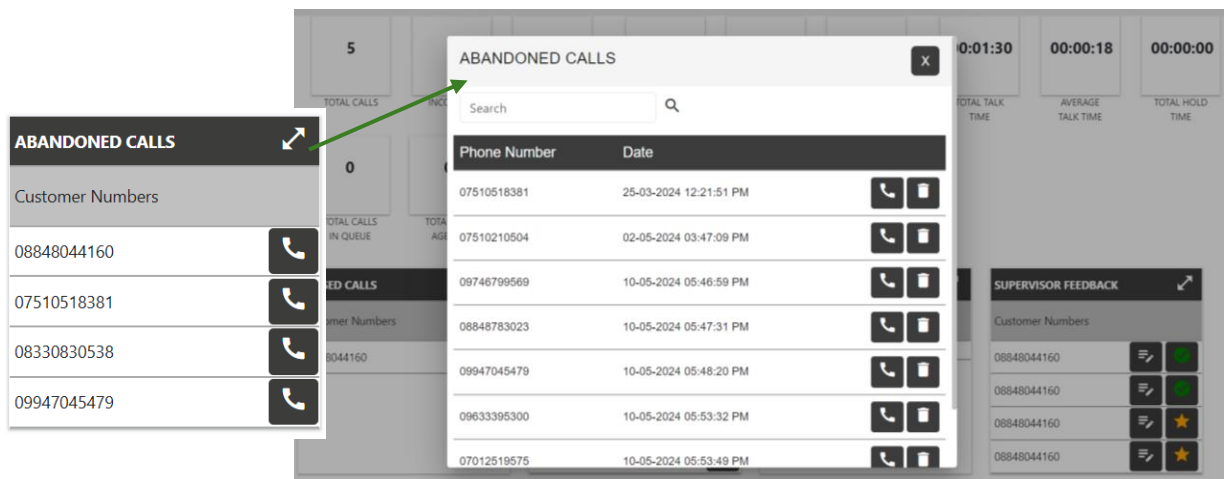 ABANDONED CALLS
Customer Numbers
08848044160
07510518381
08330830538
09947045479
5
TOTAL CALLS
00:01:30
TOTAL TALK
TIME
00:00:18
AVERAGE
TALK TIME
00:00:00
TOTAL HOLD
TIME
0
TOTAL CALLS
IN QUEUE
ABANDONED CALLS
X
Search
Phone Number Date
07510518381 25-03-2024 12:21:51 PM
07510210504 02-05-2024 03:47:09 PM
09746799569 10-05-2024 05:46:59 PM
08848783023 10-05-2024 05:47:31 PM
09947045479 10-05-2024 05:48:20 PM
09633395300 10-05-2024 05:53:32 PM
07012519575 10-05-2024 05:53:49 PM
CALLS
Numbers
8044160
SUPERVISOR FEEDBACK
Customer Numbers
08848044160
08848044160
08848044160
08848044160